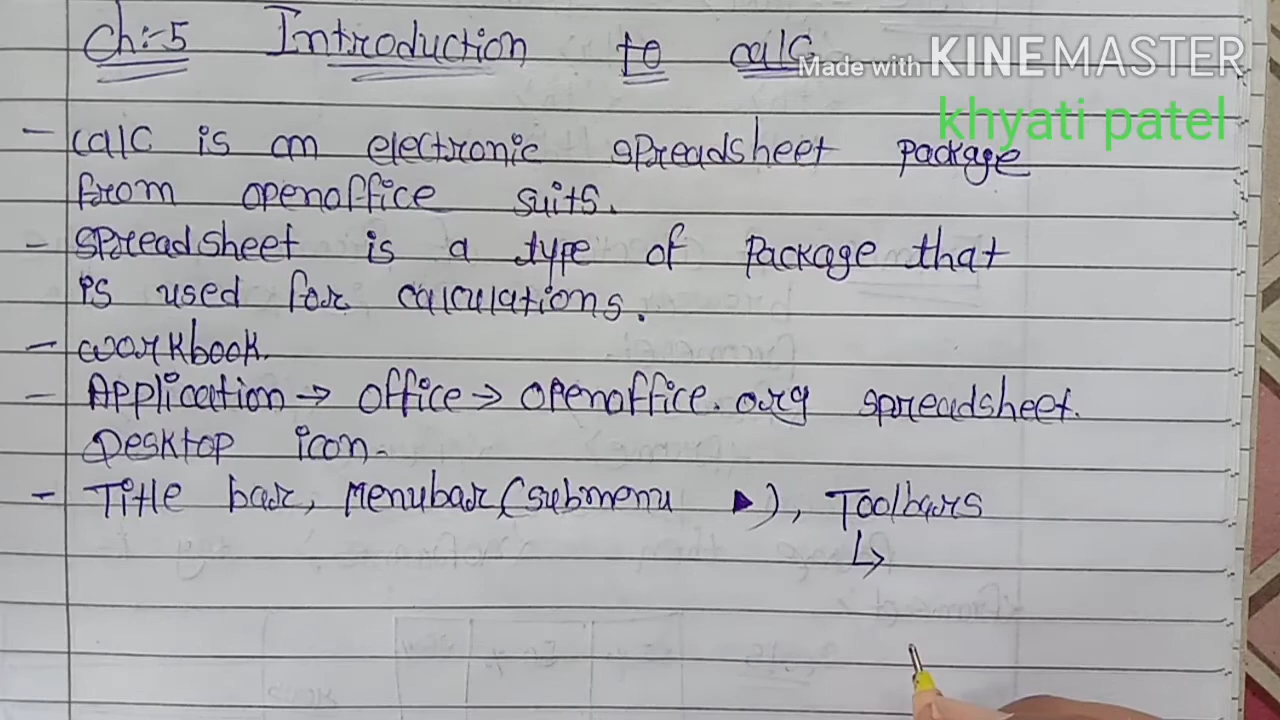 Ch:-5 Introduction to calc
Made with KINEMASTER
khyati patel
- calc is an electronic spreadsheet package
from openoffice suits.
- spreadsheet is a type of package that
is used for calculations.
- workbook.
- Application → office → openoffice.org spreadsheet.
Desktop icon.
- Title bar, Menubar (submenu ▶), Toolbars
↳